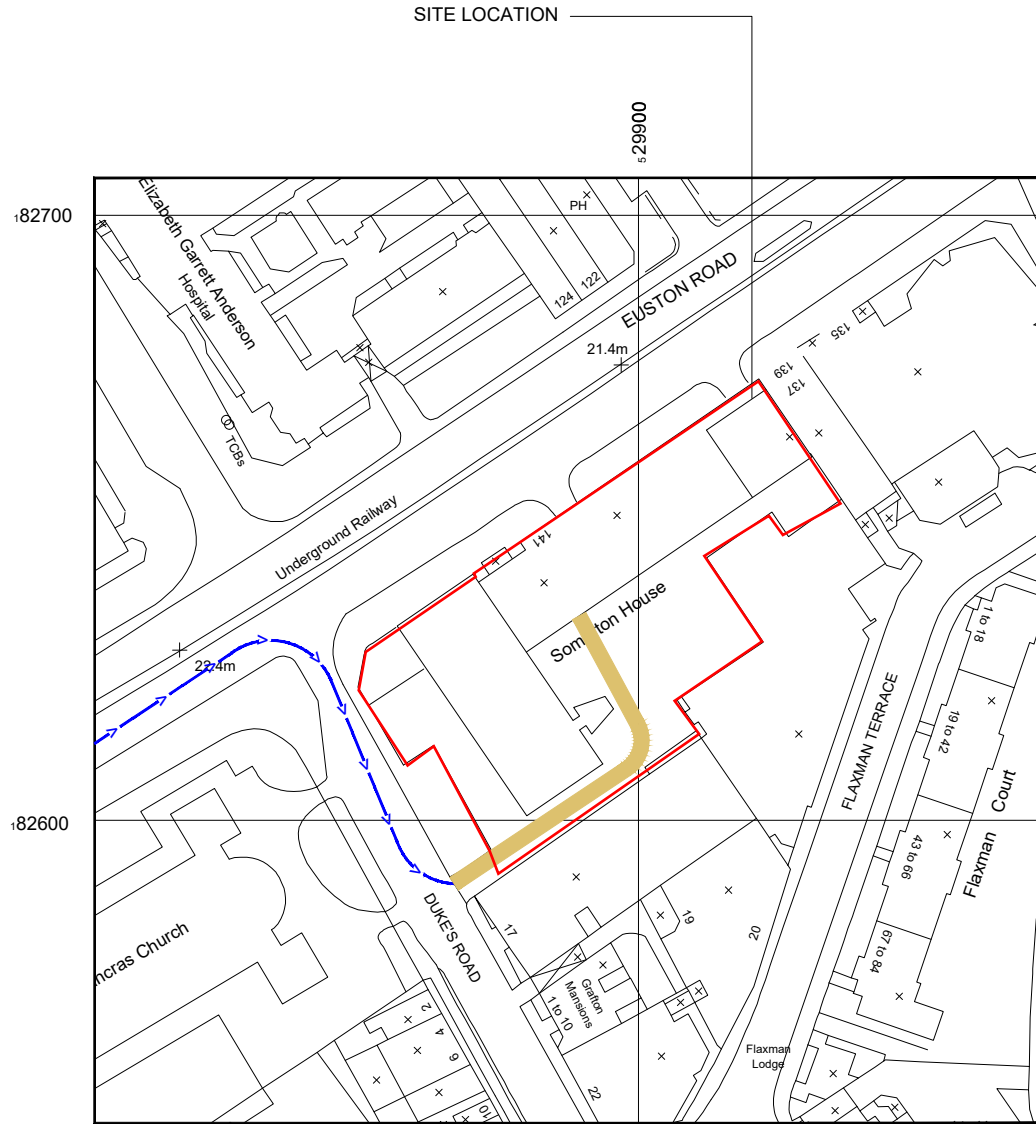 SITE LOCATION
529900
182700
Elizabeth Garrett Anderson
Hospital
PH
124
122
EUSTON ROAD
21.4m
135
139
137
TCBs
Underground Railway
141
22.4m
1 to 18
19 to 42
FLAXMAN TERRACE
Flaxman Court
182600
43 to 66
67 to 84
DUKE'S ROAD
17
19
20
ncras Church
Grafton
Mansions
1 to 10
2
4
6
10
22
Flaxman
Lodge